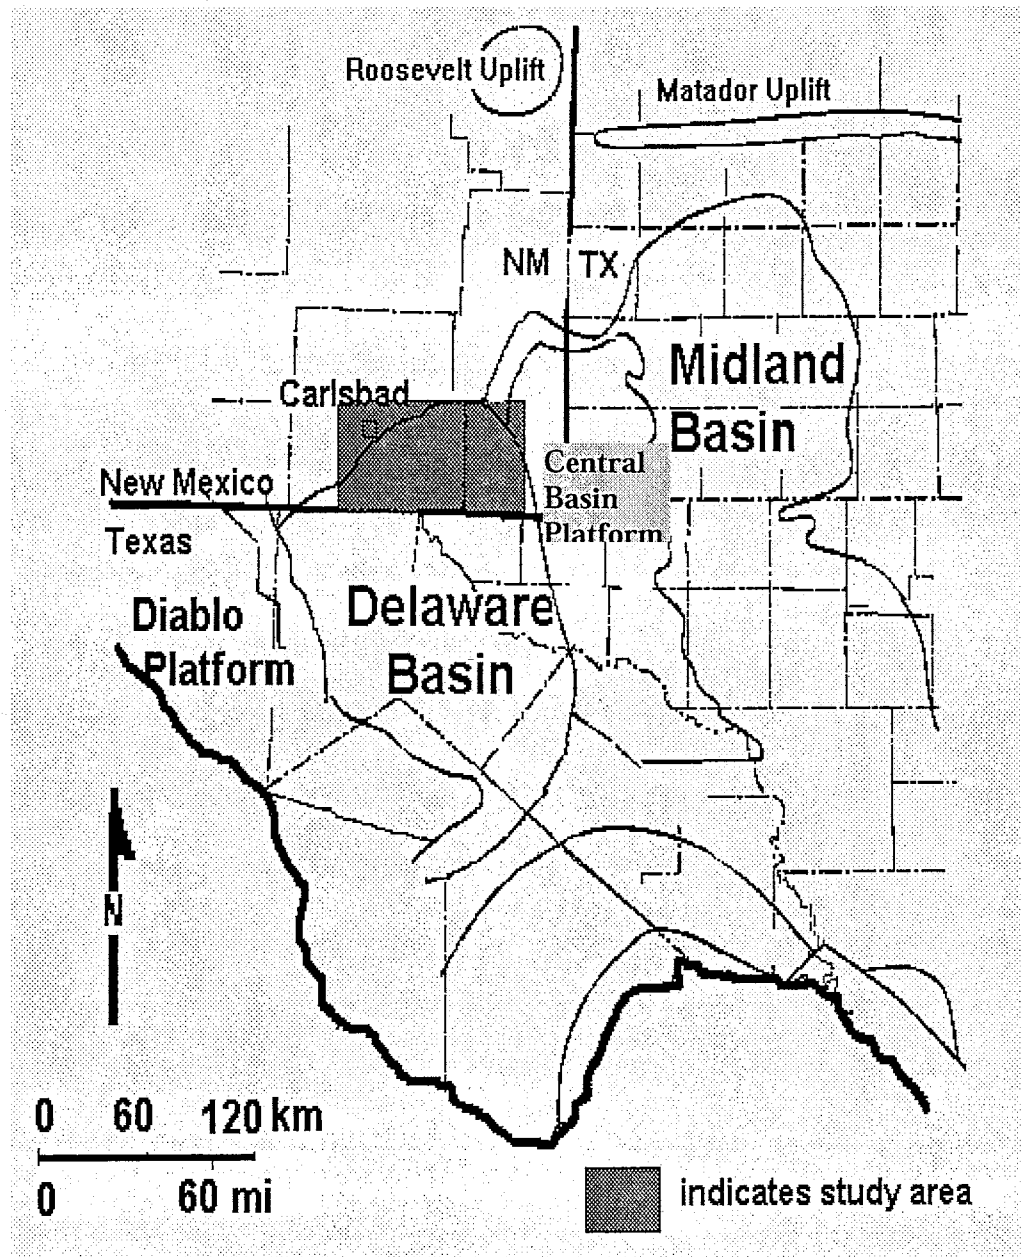 Roosevelt Uplift
Matador Uplift
NM
TX
Midland
Basin
Carlsbad
Central
Basin
Platform
New Mexico
Texas
Diablo
Platform
Delaware
Basin
N
0 60 120 km
0 60 mi
indicates study area